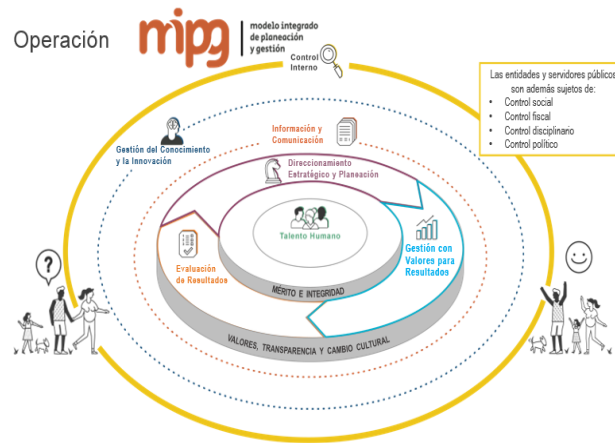 Operación
mipg
modelo integrado
de planeación
y gestión
Control
Interno
Las entidades y servidores públicos
son además sujetos de:
• Control social
• Control fiscal
• Control disciplinario
• Control político
Información y
Comunicación
Gestión del Conocimiento
y la Innovación
Direccionamiento
Estratégico y Planeación
Talento Humano
Gestión con
Valores para
Resultados
Evaluación
de Resultados
MÉRITO E INTEGRIDAD
VALORES, TRANSPARENCIA Y CAMBIO CULTURAL
?